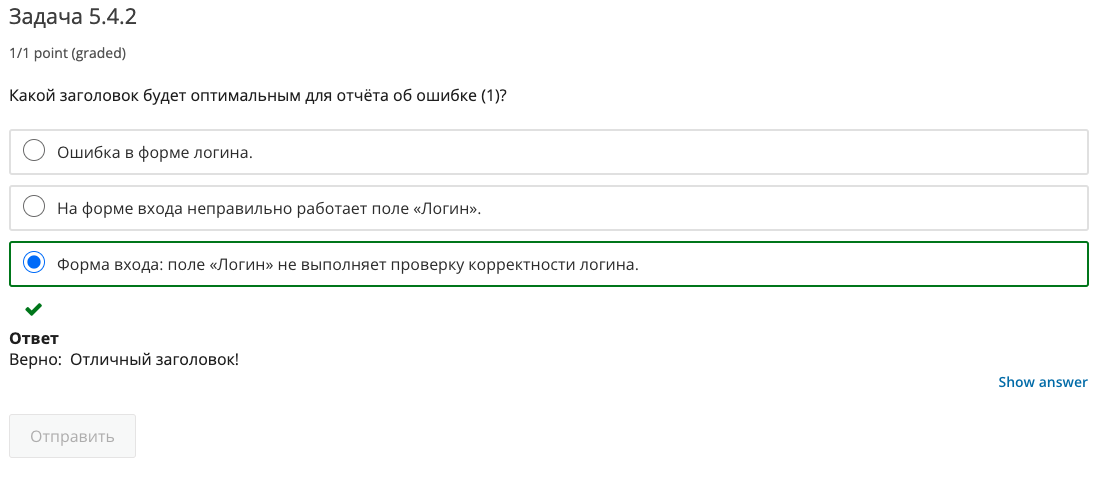 Задача 5.4.2
1/1 point (graded)
Какой заголовок будет оптимальным для отчёта об ошибке (1)?
Ошибка в форме логина.
На форме входа неправильно работает поле «Логин».
Форма входа: поле «Логин» не выполняет проверку корректности логина.
Ответ
Верно: Отличный заголовок!
Show answer
Отправить